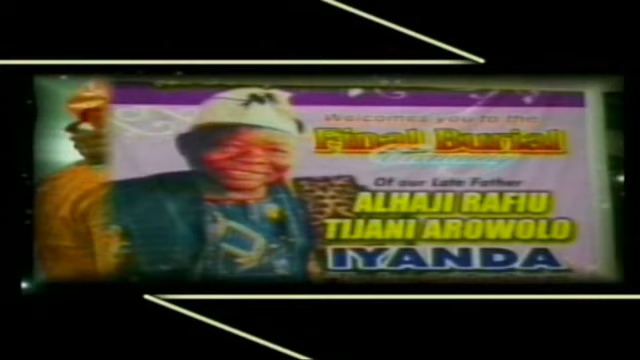 Welcomes you to the
Final Burial
Ceremony
Of our Late Father
ALHAJI RAFIU
TIJANI AROWOLO
IYANDA